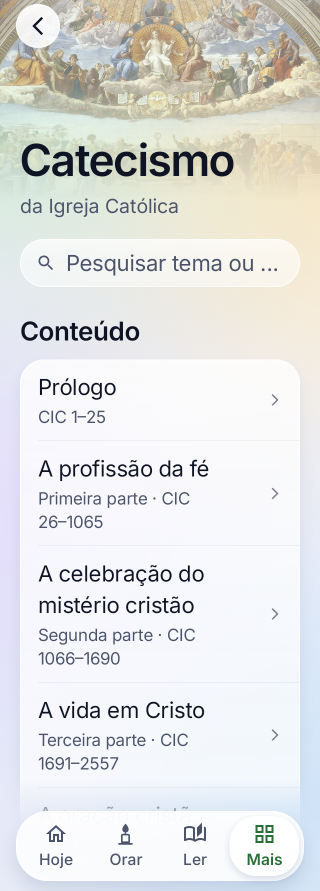 Catecismo
da Igreja Católica
Pesquisar tema ou ...
Conteúdo
Prólogo
CIC 1–25
A profissão da fé
Primeira parte · CIC
26–1065
A celebração do
mistério cristão
Segunda parte · CIC
1066–1690
A vida em Cristo
Terceira parte · CIC
1691–2557
A oração cristã
Hoje
Orar
Ler
Mais